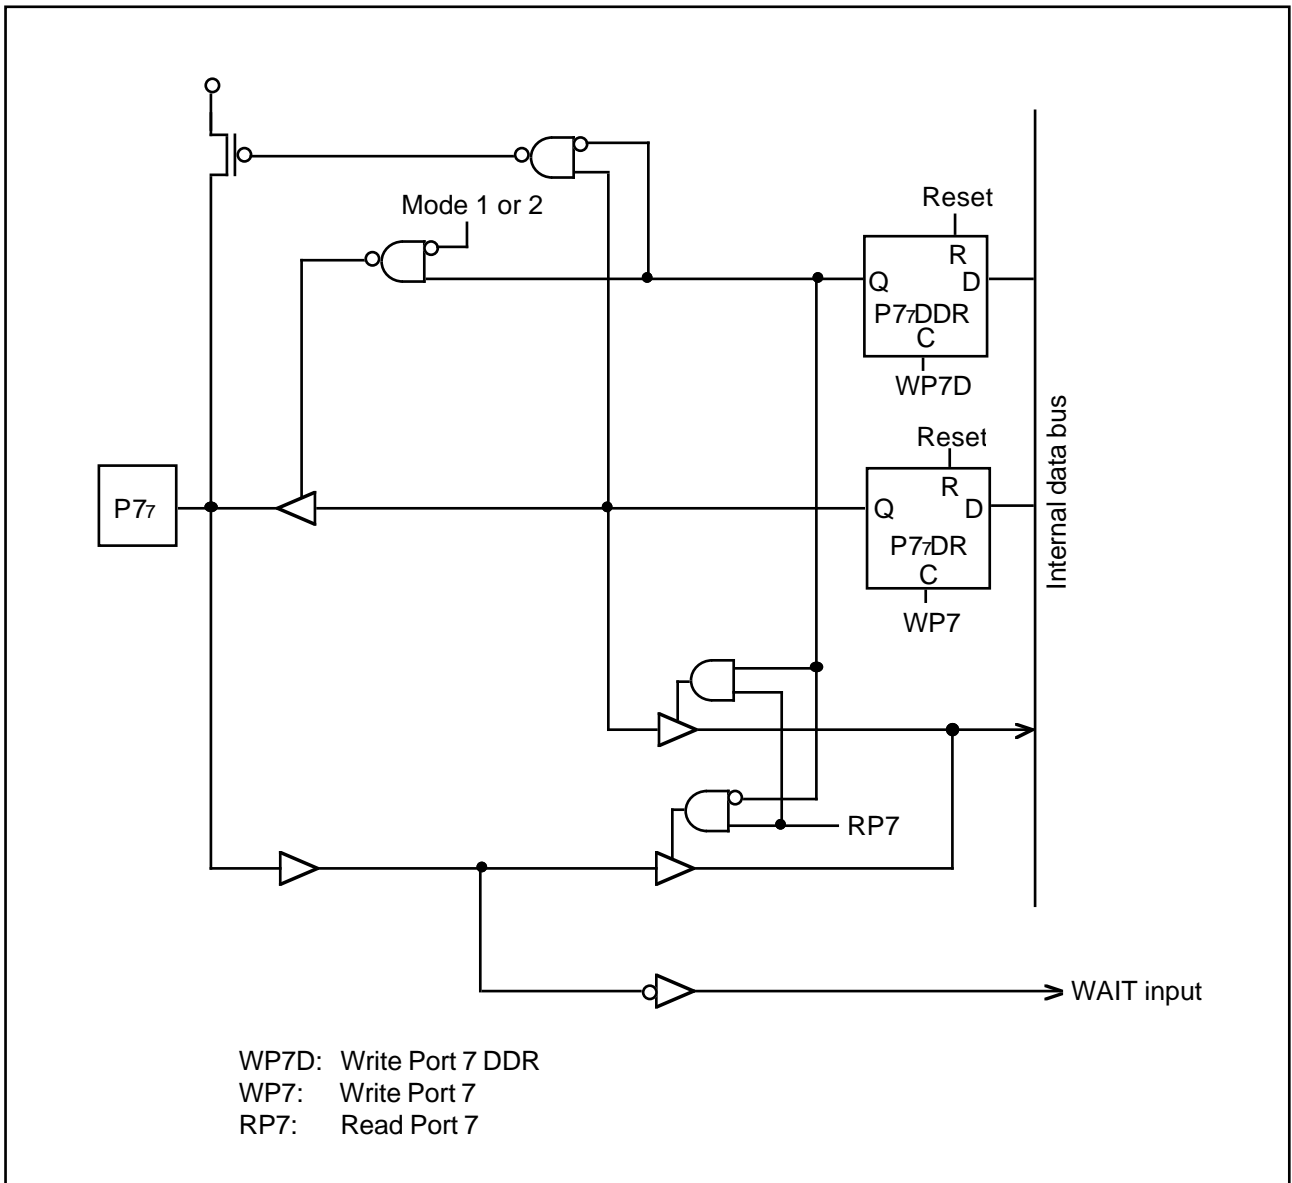 Mode 1 or 2
Reset
R
Q D
P77DDR
C
WP7D
Reset
R
Q D
P77DR
C
WP7
P77
Internal data bus
RP7
WAIT input
WP7D: Write Port 7 DDR
WP7: Write Port 7
RP7: Read Port 7